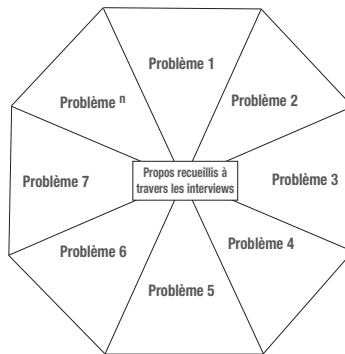 Problème 1
Problème 2
Problème 3
Problème 4
Problème 5
Problème 6
Problème 7
Problème ⁿ
Propos recueillis à
travers les interviews